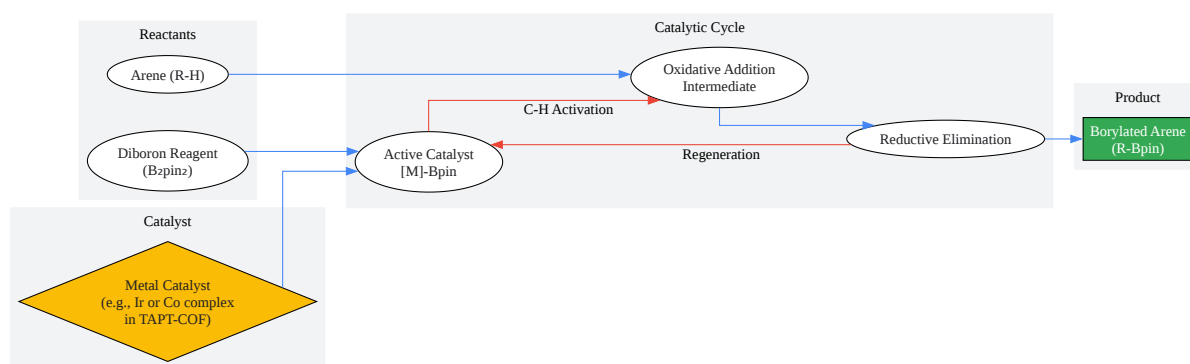 Reactants
Arene (R-H)
Diboron Reagent
(B₂pin₂)
Catalyst
Metal Catalyst
(e.g., Ir or Co complex
in TAPT-COF)
Catalytic Cycle
Oxidative Addition
Intermediate
C-H Activation
Active Catalyst
[M]-Bpin
Reductive Elimination
Regeneration
Product
Borylated Arene
(R-Bpin)